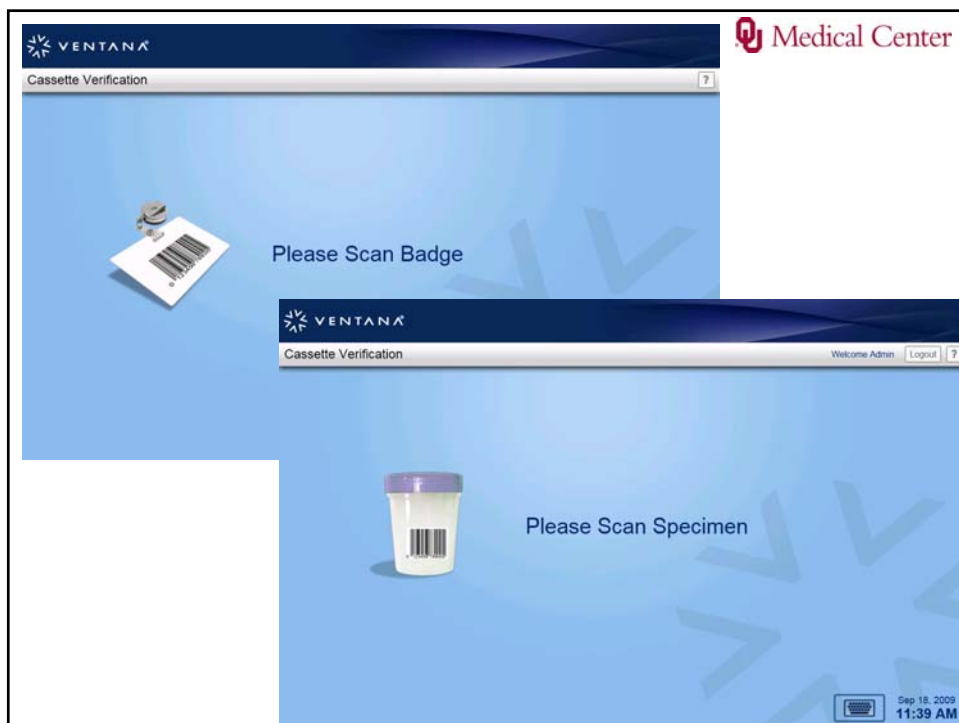 VENTANA
OU Medical Center
Cassette Verification
?
Please Scan Badge
VENTANA
Cassette Verification
Welcome Admin
Logout
?
Please Scan Specimen
Sep 18, 2009
11:39 AM